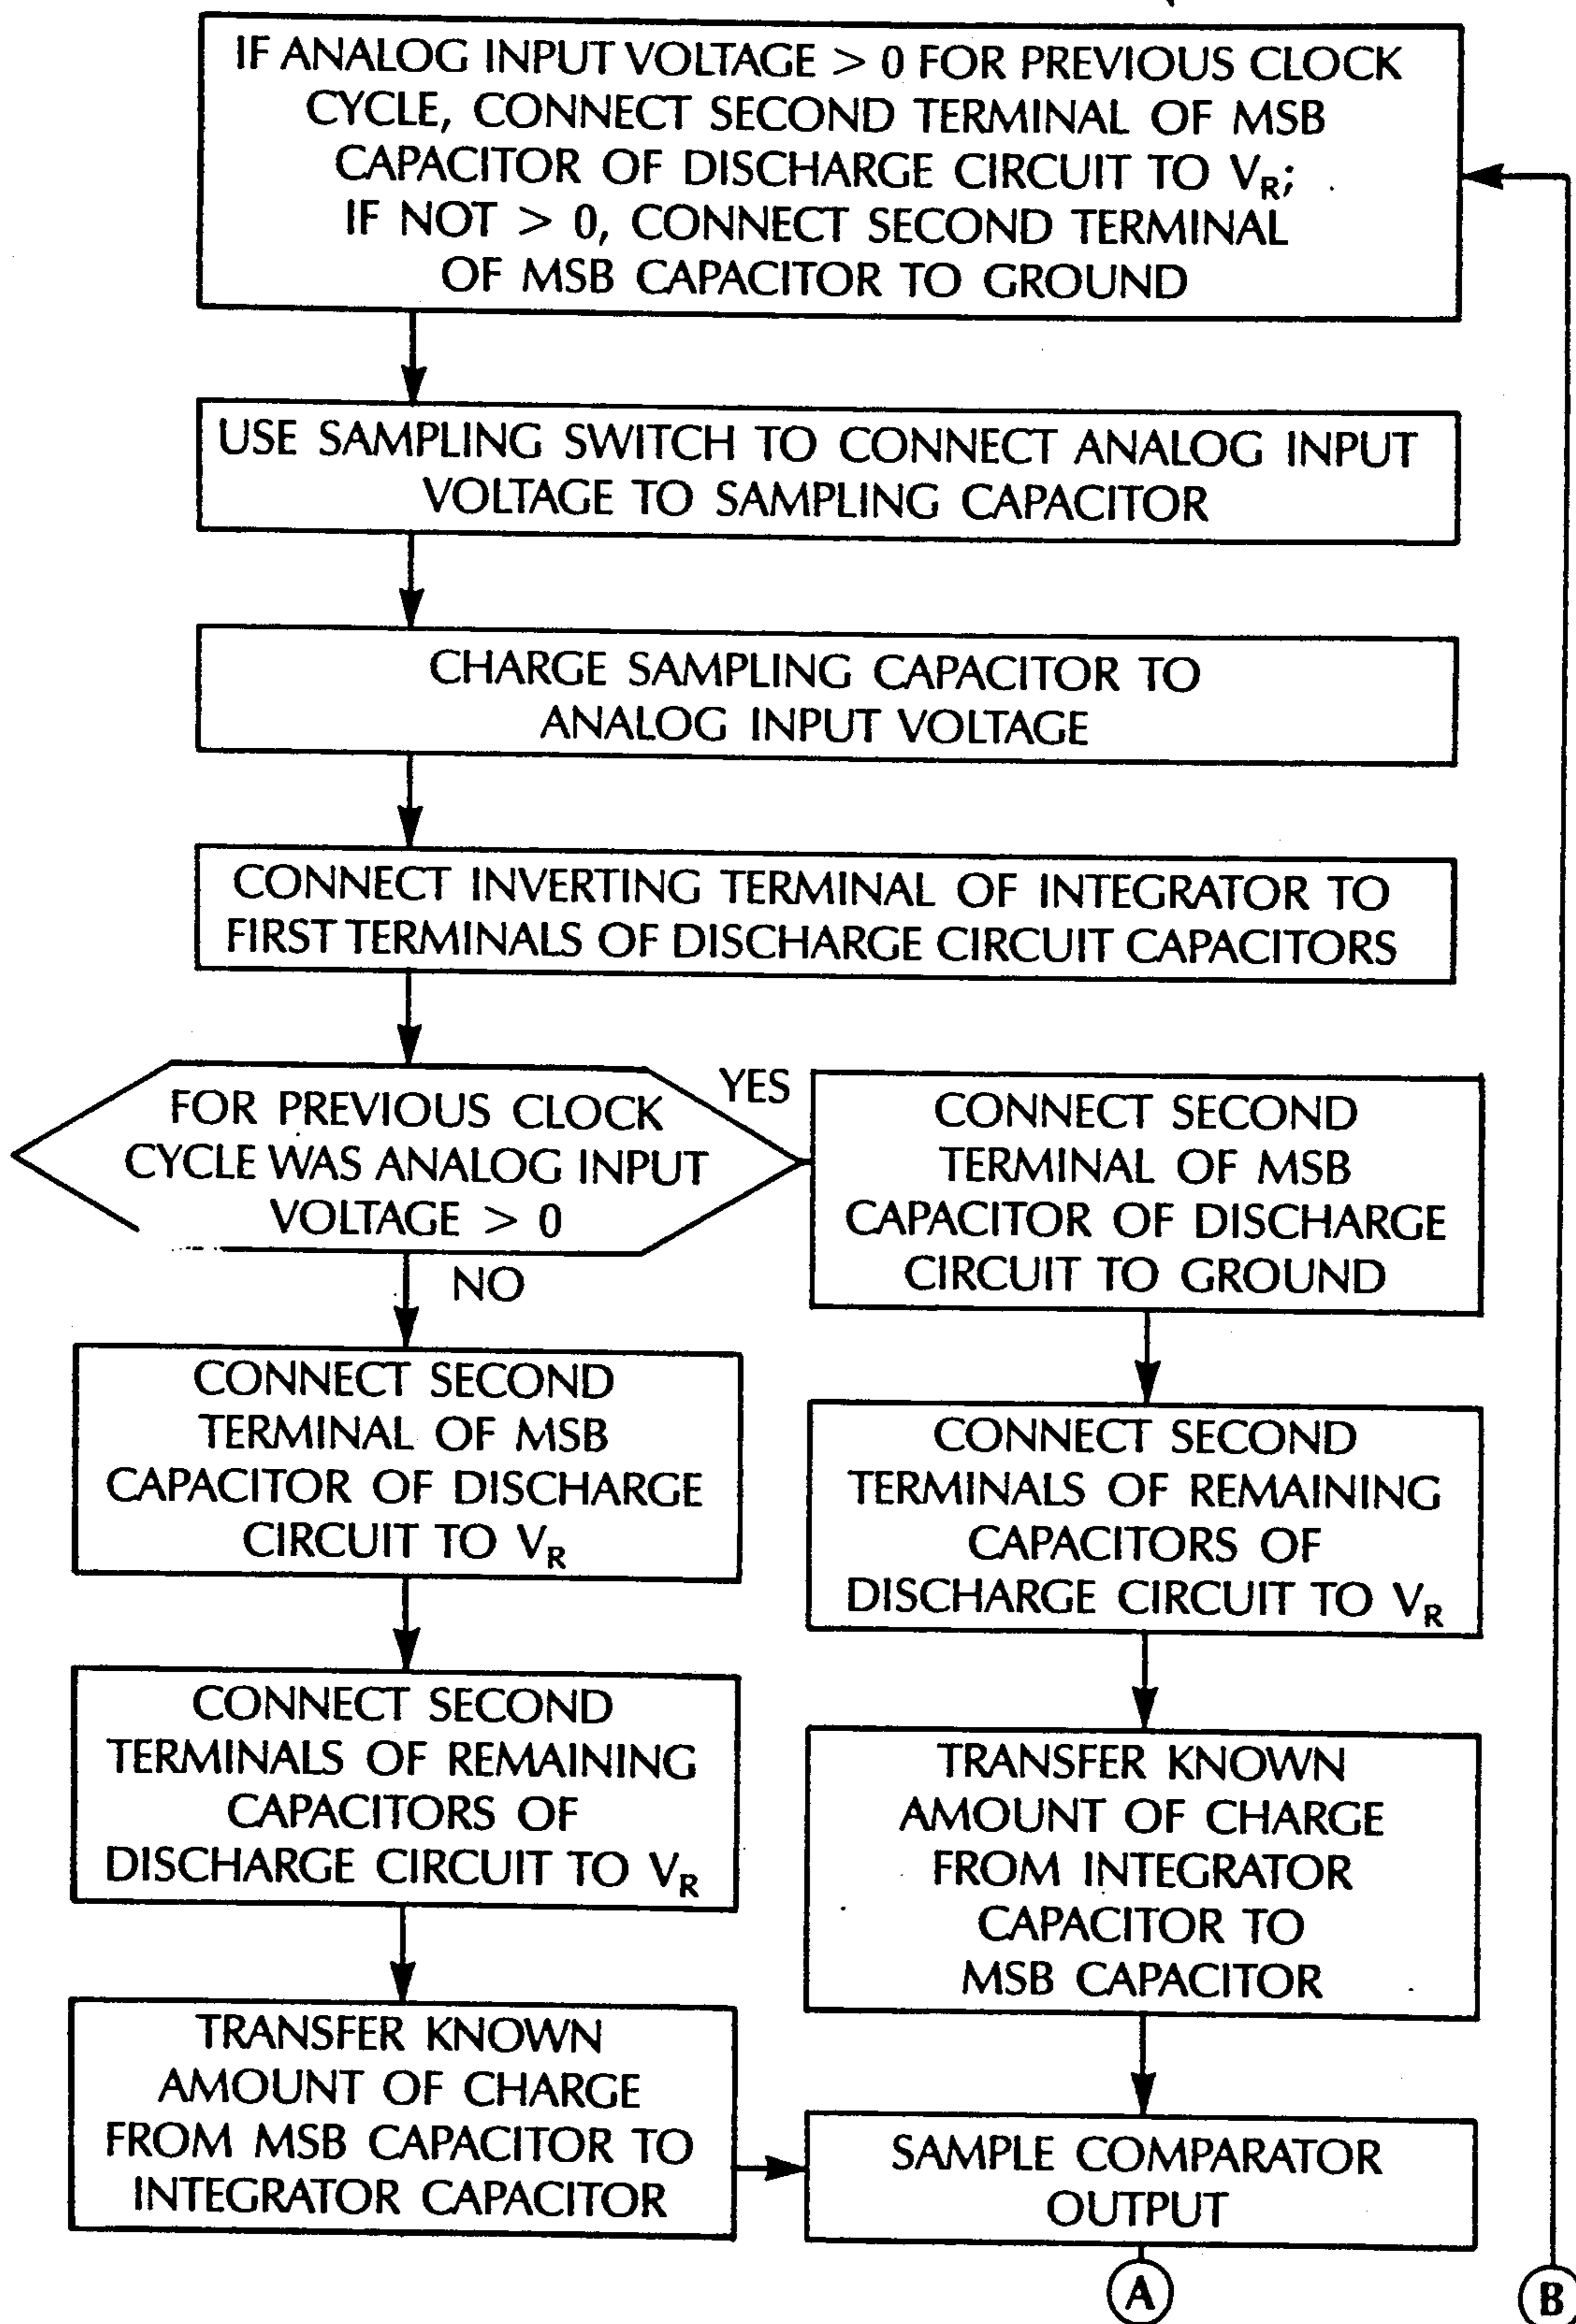 IF ANALOG INPUT VOLTAGE > 0 FOR PREVIOUS CLOCK
CYCLE, CONNECT SECOND TERMINAL OF MSB
CAPACITOR OF DISCHARGE CIRCUIT TO VR;
IF NOT > 0, CONNECT SECOND TERMINAL
OF MSB CAPACITOR TO GROUND
USE SAMPLING SWITCH TO CONNECT ANALOG INPUT
VOLTAGE TO SAMPLING CAPACITOR
CHARGE SAMPLING CAPACITOR TO
ANALOG INPUT VOLTAGE
CONNECT INVERTING TERMINAL OF INTEGRATOR TO
FIRST TERMINALS OF DISCHARGE CIRCUIT CAPACITORS
FOR PREVIOUS CLOCK
CYCLE WAS ANALOG INPUT
VOLTAGE > 0
YES
NO
CONNECT SECOND
TERMINAL OF MSB
CAPACITOR OF DISCHARGE
CIRCUIT TO GROUND
CONNECT SECOND
TERMINAL OF MSB
CAPACITOR OF DISCHARGE
CIRCUIT TO VR
CONNECT SECOND
TERMINALS OF REMAINING
CAPACITORS OF
DISCHARGE CIRCUIT TO VR
CONNECT SECOND
TERMINALS OF REMAINING
CAPACITORS OF
DISCHARGE CIRCUIT TO VR
TRANSFER KNOWN
AMOUNT OF CHARGE
FROM INTEGRATOR
CAPACITOR TO
MSB CAPACITOR
TRANSFER KNOWN
AMOUNT OF CHARGE
FROM MSB CAPACITOR TO
INTEGRATOR CAPACITOR
SAMPLE COMPARATOR
OUTPUT
A
B